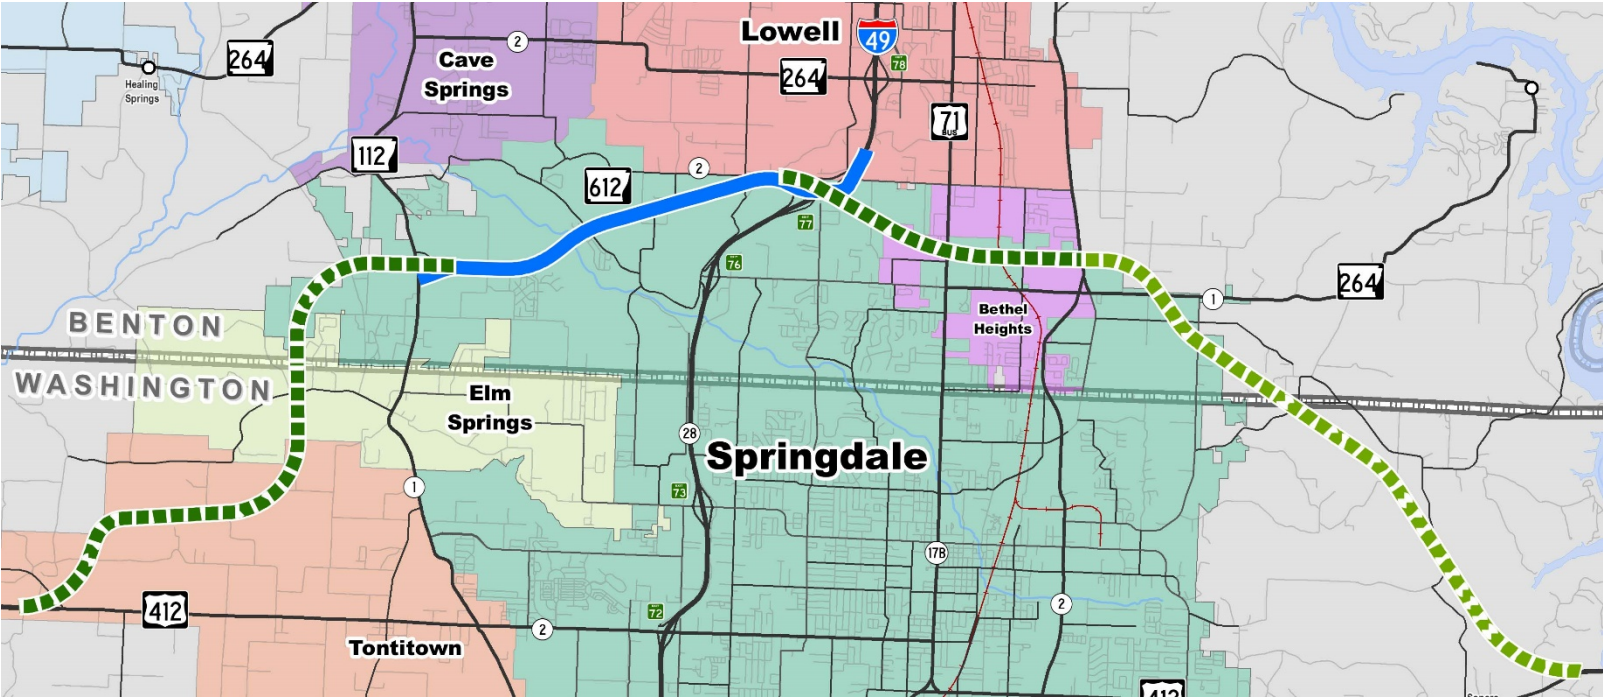 Lowell
49
2
264
Cave
Springs
264
78
Healing
Springs
71
BUS
112
2
612
77
76
264
1
BENTON
Bethel
Heights
WASHINGTON
Elm
Springs
28
Springdale
1
73
17B
412
72
2
2
Tontitown
412